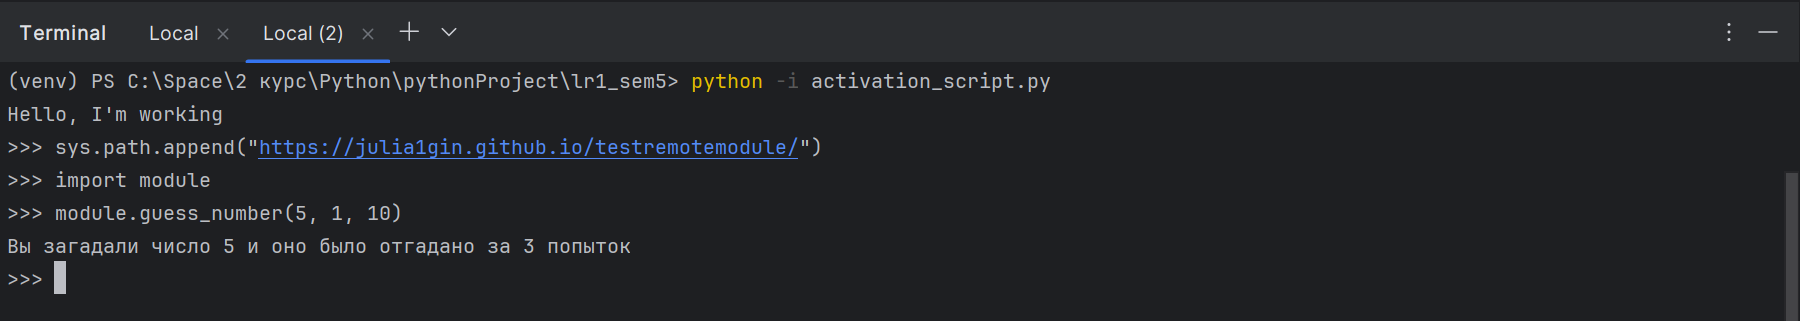 Terminal Local Local (2)
(venv) PS C:\Space\2 курс\Python\pythonProject\lr1_sem5> python -i activation_script.py
Hello, I'm working
>>> sys.path.append("https://julia1gin.github.io/testremotemodule/")
>>> import module
>>> module.guess_number(5, 1, 10)
Вы загадали число 5 и оно было отгадано за 3 попыток
>>>